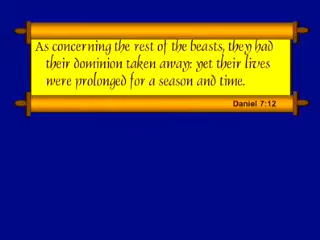 As concerning the rest of the beasts, they had
their dominion taken away: yet their lives
were prolonged for a season and time.
Daniel 7:12